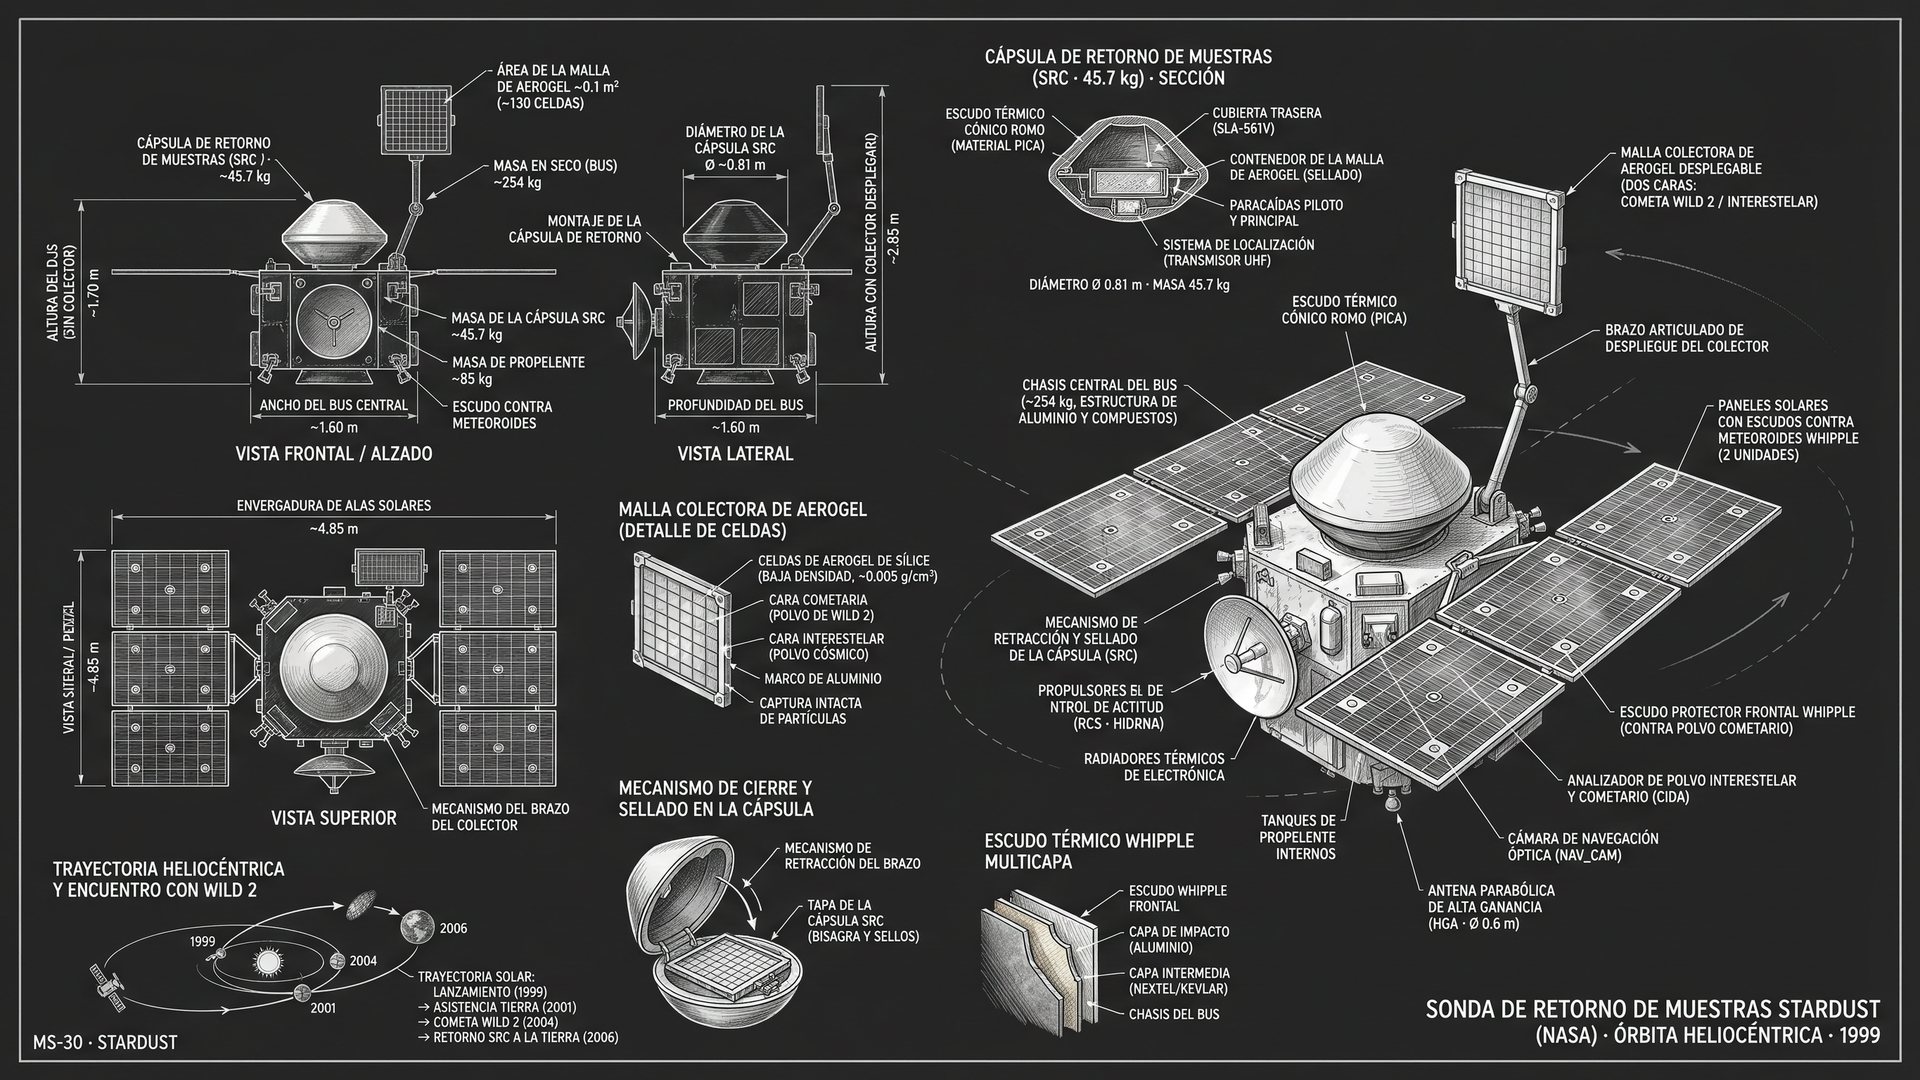 ÁREA DE LA MALLA
DE AEROGEL ~0.1 m²
(~130 CELDAS)
CÁPSULA DE RETORNO
DE MUESTRAS (SRC / ·
~45.7 kg
MASA EN SECO (BUS)
~254 kg
ALTURA DEL
(SIN COLECTOR)
~1.70 m
MASA DE LA CÁPSULA SRC
~45.7 kg
MASA DE PROPELENTE
~85 kg
ESCUDO CONTRA
METEOROIDES
ANCHO DEL BUS CENTRAL
~1.60 m
VISTA FRONTAL / ALZADO
DIÁMETRO DE LA
CÁPSULA SRC
Ø ~0.81 m
MONTAJE DE LA
CÁPSULA DE RETORNO
ALTURA CON COLECTOR DESPLEGARI)
~2.85 m
PROFUNDIDAD DEL BUS
~1.60 m
VISTA LATERAL
ENVERGADURA DE ALAS SOLARES
~4.85 m
VISTA SITERAL /
~4.85 m
VISTA SUPERIOR
MECANISMO DEL BRAZO
DEL COLECTOR
MALLA COLECTORA DE AEROGEL
(DETALLE DE CELDAS)
CELDAS DE AEROGEL DE SÍLICE
(BAJA DENSIDAD, ~0.005 g/cm³)
CARA COMETARIA
(POLVO DE WILD 2)
CARA INTERESTELAR
(POLVO CÓSMICO)
MARCO DE ALUMINIO
CAPTURA INTACTA
DE PARTÍCULAS
MECANISMO DE CIERRE Y
SELLADO EN LA CÁPSULA
MECANISMO DE
RETRACCIÓN DEL BRAZO
TAPA DE LA
CÁPSULA SRC
(BISAGRA Y SELLOS)
TRAYECTORIA HELIOCÉNTRICA
Y ENCUENTRO CON WILD 2
1999
2004
2006
2001
TRAYECTORIA SOLAR:
LANZAMIENTO (1999)
→ ASISTENCIA TIERRA (2001)
→ COMETA WILD 2 (2004)
→ RETORNO SRC A LA TIERRA (2006)
MS-30 · STARDUST
CÁPSULA DE RETORNO DE MUESTRAS
(SRC · 45.7 kg) · SECCIÓN
ESCUDO TÉRMICO
CÓNICO ROMO
(MATERIAL PICA)
CUBIERTA TRASERA
(SLA-561V)
CONTENEDOR DE LA MALLA
DE AEROGEL (SELLADO)
PARACAÍDAS PILOTO
Y PRINCIPAL
SISTEMA DE LOCALIZACIÓN
(TRANSMISOR UHF)
DIÁMETRO Ø 0.81 m · MASA 45.7 kg
MALLA COLECTORA DE
AEROGEL DESPLEGABLE
(DOS CARAS:
COMETA WILD 2 / INTERESTELAR)
ESCUDO TÉRMICO
CÓNICO ROMO (PICA)
BRAZO ARTICULADO DE
DESPLIEGUE DEL COLECTOR
CHASIS CENTRAL DEL BUS
(~254 kg, ESTRUCTURA DE
ALUMINIO Y COMPUESTOS)
PANELES SOLARES
CON ESCUDOS CONTRA
METEOROIDES WHIPPLE
(2 UNIDADES)
MECANISMO DE
RETRACCIÓN Y SELLADO
DE LA CÁPSULA (SRC)
PROPULSORES EL DE
NTROL DE ACTITUD
(RCS · HIDRNA)
RADIADORES TÉRMICOS
DE ELECTRÓNICA
TANQUES DE
PROPELENTE
INTERNOS
ESCUDO PROTECTOR FRONTAL WHIPPLE
(CONTRA POLVO COMETARIO)
ANALIZADOR DE POLVO INTERESTELAR
Y COMETARIO (CIDA)
CÁMARA DE NAVEGACIÓN
ÓPTICA (NAV_CAM)
ANTENA PARABÓLICA
DE ALTA GANANCIA
(HGA · Ø 0.6 m)
ESCUDO TÉRMICO WHIPPLE
MULTICAPA
ESCUDO WHIPPLE
FRONTAL
CAPA DE IMPACTO
(ALUMINIO)
CAPA INTERMEDIA
(NEXTEL/KEVLAR)
CHASIS DEL BUS
SONDA DE RETORNO DE MUESTRAS STARDUST
(NASA) · ÓRBITA HELIOCÉNTRICA · 1999